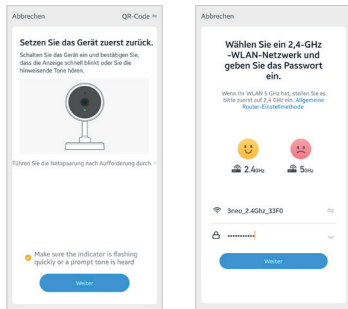 Abbrechen
QR-Code
Setzen Sie das Gerät zuerst zurück.
Schalten Sie das Gerät ein und bestätigen Sie,
dass die Anzeige schnell blinkt oder Sie die
hinweisende Tone hören.
Führen Sie die Netzpaarung nach Aufforderung durch.
Make sure the indicator is flashing
quickly or a prompt tone is heard
Weiter
Abbrechen
Wählen Sie ein 2,4-GHz
-WLAN-Netzwerk und
geben Sie das Passwort
ein.
Wenn Ihr WLAN 5 GHz hat, stellen Sie es
bitte zuerst auf 2,4 GHz ein. Allgemeine
Router-Einstellmethode
2.4GHz
5GHz
3neo_2.4Ghz_33F0
Weiter